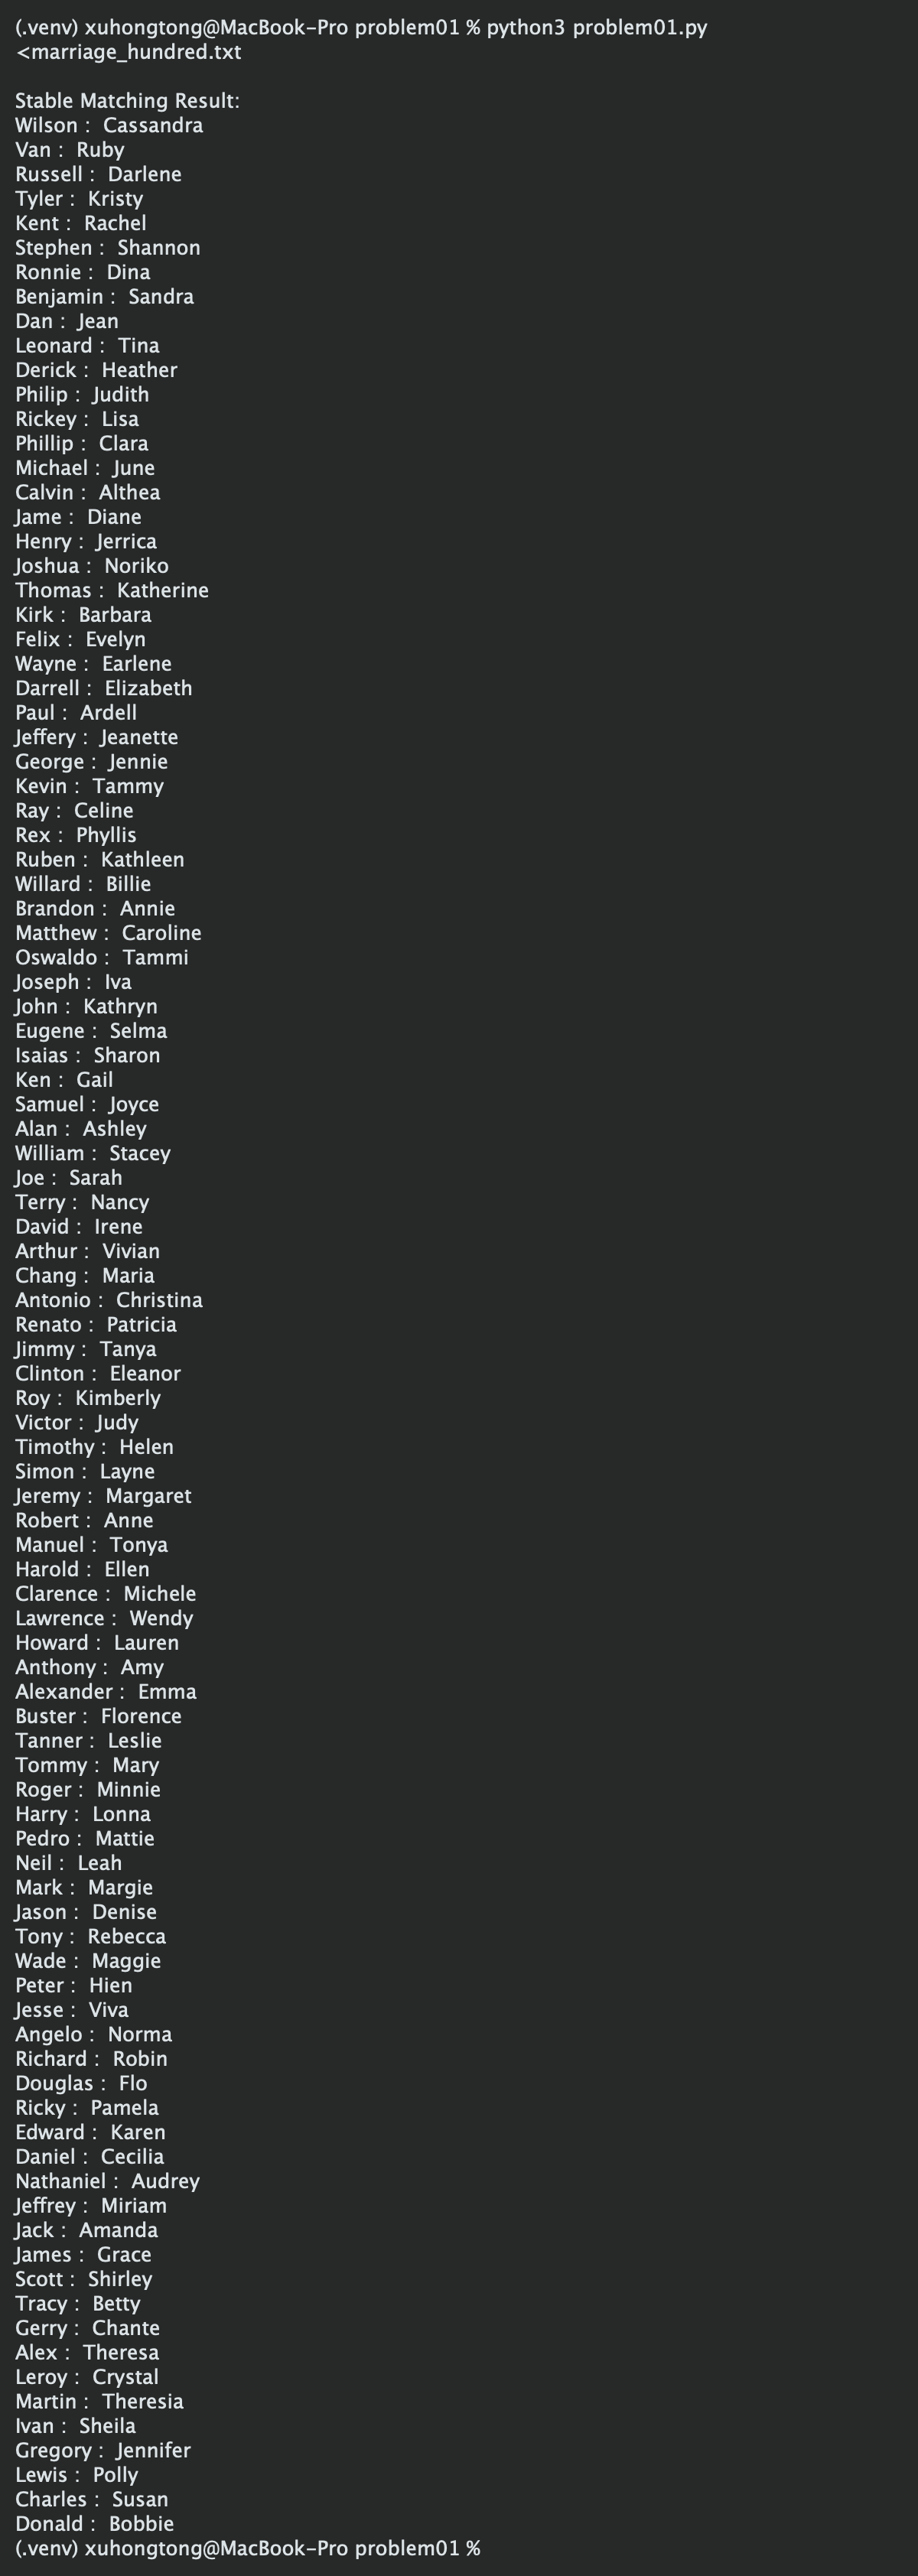 (.venv) xuhongtong@MacBook-Pro problem01 % python3 problem01.py
<marriage_hundred.txt
Stable Matching Result:
Wilson :  Cassandra
Van :  Ruby
Russell :  Darlene
Tyler :  Kristy
Kent :  Rachel
Stephen :  Shannon
Ronnie :  Dina
Benjamin :  Sandra
Dan :  Jean
Leonard :  Tina
Derick :  Heather
Philip :  Judith
Rickey :  Lisa
Phillip :  Clara
Michael :  June
Calvin :  Althea
Jame :  Diane
Henry :  Jerrica
Joshua :  Noriko
Thomas :  Katherine
Kirk :  Barbara
Felix :  Evelyn
Wayne :  Earlene
Darrell :  Elizabeth
Paul :  Ardell
Jeffery :  Jeanette
George :  Jennie
Kevin :  Tammy
Ray :  Celine
Rex :  Phyllis
Ruben :  Kathleen
Willard :  Billie
Brandon :  Annie
Matthew :  Caroline
Oswaldo :  Tammi
Joseph :  Iva
John :  Kathryn
Eugene :  Selma
Isaias :  Sharon
Ken :  Gail
Samuel :  Joyce
Alan :  Ashley
William :  Stacey
Joe :  Sarah
Terry :  Nancy
David :  Irene
Arthur :  Vivian
Chang :  Maria
Antonio :  Christina
Renato :  Patricia
Jimmy :  Tanya
Clinton :  Eleanor
Roy :  Kimberly
Victor :  Judy
Timothy :  Helen
Simon :  Layne
Jeremy :  Margaret
Robert :  Anne
Manuel :  Tonya
Harold :  Ellen
Clarence :  Michele
Lawrence :  Wendy
Howard :  Lauren
Anthony :  Amy
Alexander :  Emma
Buster :  Florence
Tanner :  Leslie
Tommy :  Mary
Roger :  Minnie
Harry :  Lonna
Pedro :  Mattie
Neil :  Leah
Mark :  Margie
Jason :  Denise
Tony :  Rebecca
Wade :  Maggie
Peter :  Hien
Jesse :  Viva
Angelo :  Norma
Richard :  Robin
Douglas :  Flo
Ricky :  Pamela
Edward :  Karen
Daniel :  Cecilia
Nathaniel :  Audrey
Jeffrey :  Miriam
Jack :  Amanda
James :  Grace
Scott :  Shirley
Tracy :  Betty
Gerry :  Chante
Alex :  Theresa
Leroy :  Crystal
Martin :  Theresia
Ivan :  Sheila
Gregory :  Jennifer
Lewis :  Polly
Charles :  Susan
Donald :  Bobbie
(.venv) xuhongtong@MacBook-Pro problem01 %